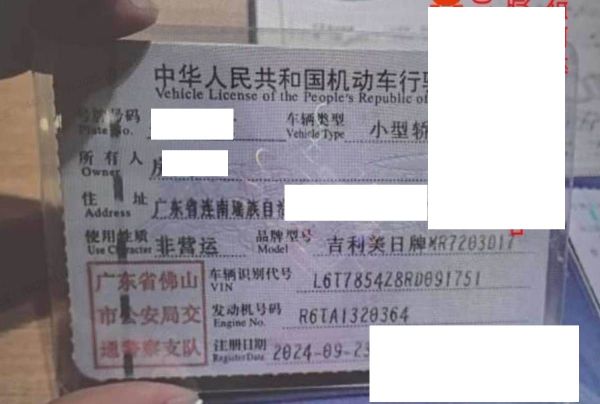 中华人民共和国机动车行驶
Vehicle License of the People's Republic of
号牌号码
Plate No.
车辆类型 小型轿
Vehicle Type
所有人
Owner
住址 广东省连南瑶族自治
Address
使用性质 非营运 品牌型号 吉利美日牌MR7203D17
Use Character Model
广东省佛山
市公安局交
通警察支队
车辆识别代号 L6T7854Z8RD091751
VIN
发动机号码 R6TA1320364
Engine No.
注册日期 2024-09-23
Register Date